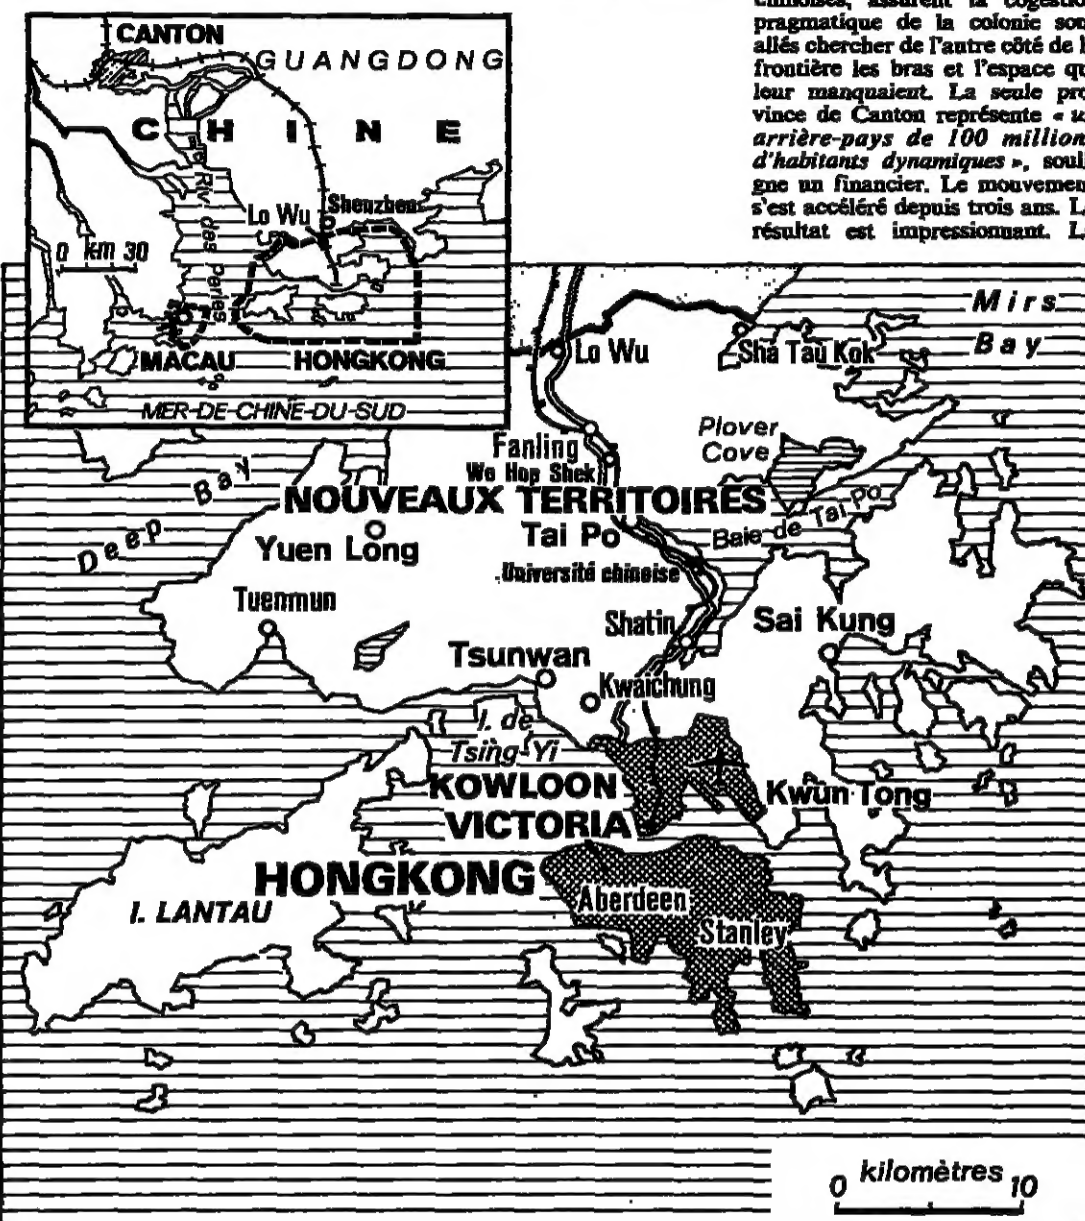 chinoises, assurent la cogestion
pragmatique de la colonie sont
allés chercher de l'autre côté de la
frontière les bras et l'espace qui
leur manquaient. La seule pro-
vince de Canton représente « un
arrière-pays de 100 millions
d'habitants dynamiques », souli-
gne un financier. Le mouvement
s'est accéléré depuis trois ans. Le
résultat est impressionnant.
CANTON
GUANGDONG
CHINE
Riv des Perles
Lo Wu
Shenzhen
0 km 30
MACAU
HONGKONG
MER-DE-CHINE-DU-SUD
Mirs
Bay
Lo Wu
Sha Tau Kok
Plover
Cove
Fanling
Wo Hop Shek
Deep Bay
NOUVEAUX TERRITOIRES
Tai Po
Baie de Tai Po
Yuen Long
Université chinoise
Tuenmun
Shatin
Sai Kung
Tsunwan
Kwaichung
I. de
Tsing-Yi
KOWLOON
Kwun Tong
VICTORIA
HONGKONG
Aberdeen
I. LANTAU
Stanley
0 kilomètres 10